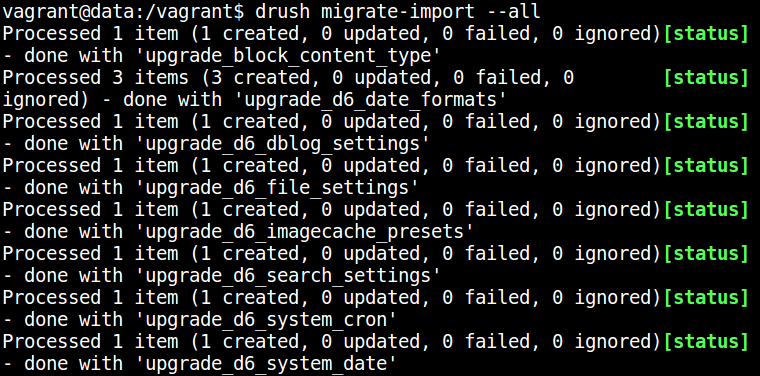 vagrant@data:/vagrant$ drush migrate-import --all
Processed 1 item (1 created, 0 updated, 0 failed, 0 ignored)[status]
- done with 'upgrade_block_content_type'
Processed 3 items (3 created, 0 updated, 0 failed, 0 [status]
ignored) - done with 'upgrade_d6_date_formats'
Processed 1 item (1 created, 0 updated, 0 failed, 0 ignored)[status]
- done with 'upgrade_d6_dblog_settings'
Processed 1 item (1 created, 0 updated, 0 failed, 0 ignored)[status]
- done with 'upgrade_d6_file_settings'
Processed 1 item (1 created, 0 updated, 0 failed, 0 ignored)[status]
- done with 'upgrade_d6_imagecache_presets'
Processed 1 item (1 created, 0 updated, 0 failed, 0 ignored)[status]
- done with 'upgrade_d6_search_settings'
Processed 1 item (1 created, 0 updated, 0 failed, 0 ignored)[status]
- done with 'upgrade_d6_system_cron'
Processed 1 item (1 created, 0 updated, 0 failed, 0 ignored)[status]
- done with 'upgrade_d6_system_date'